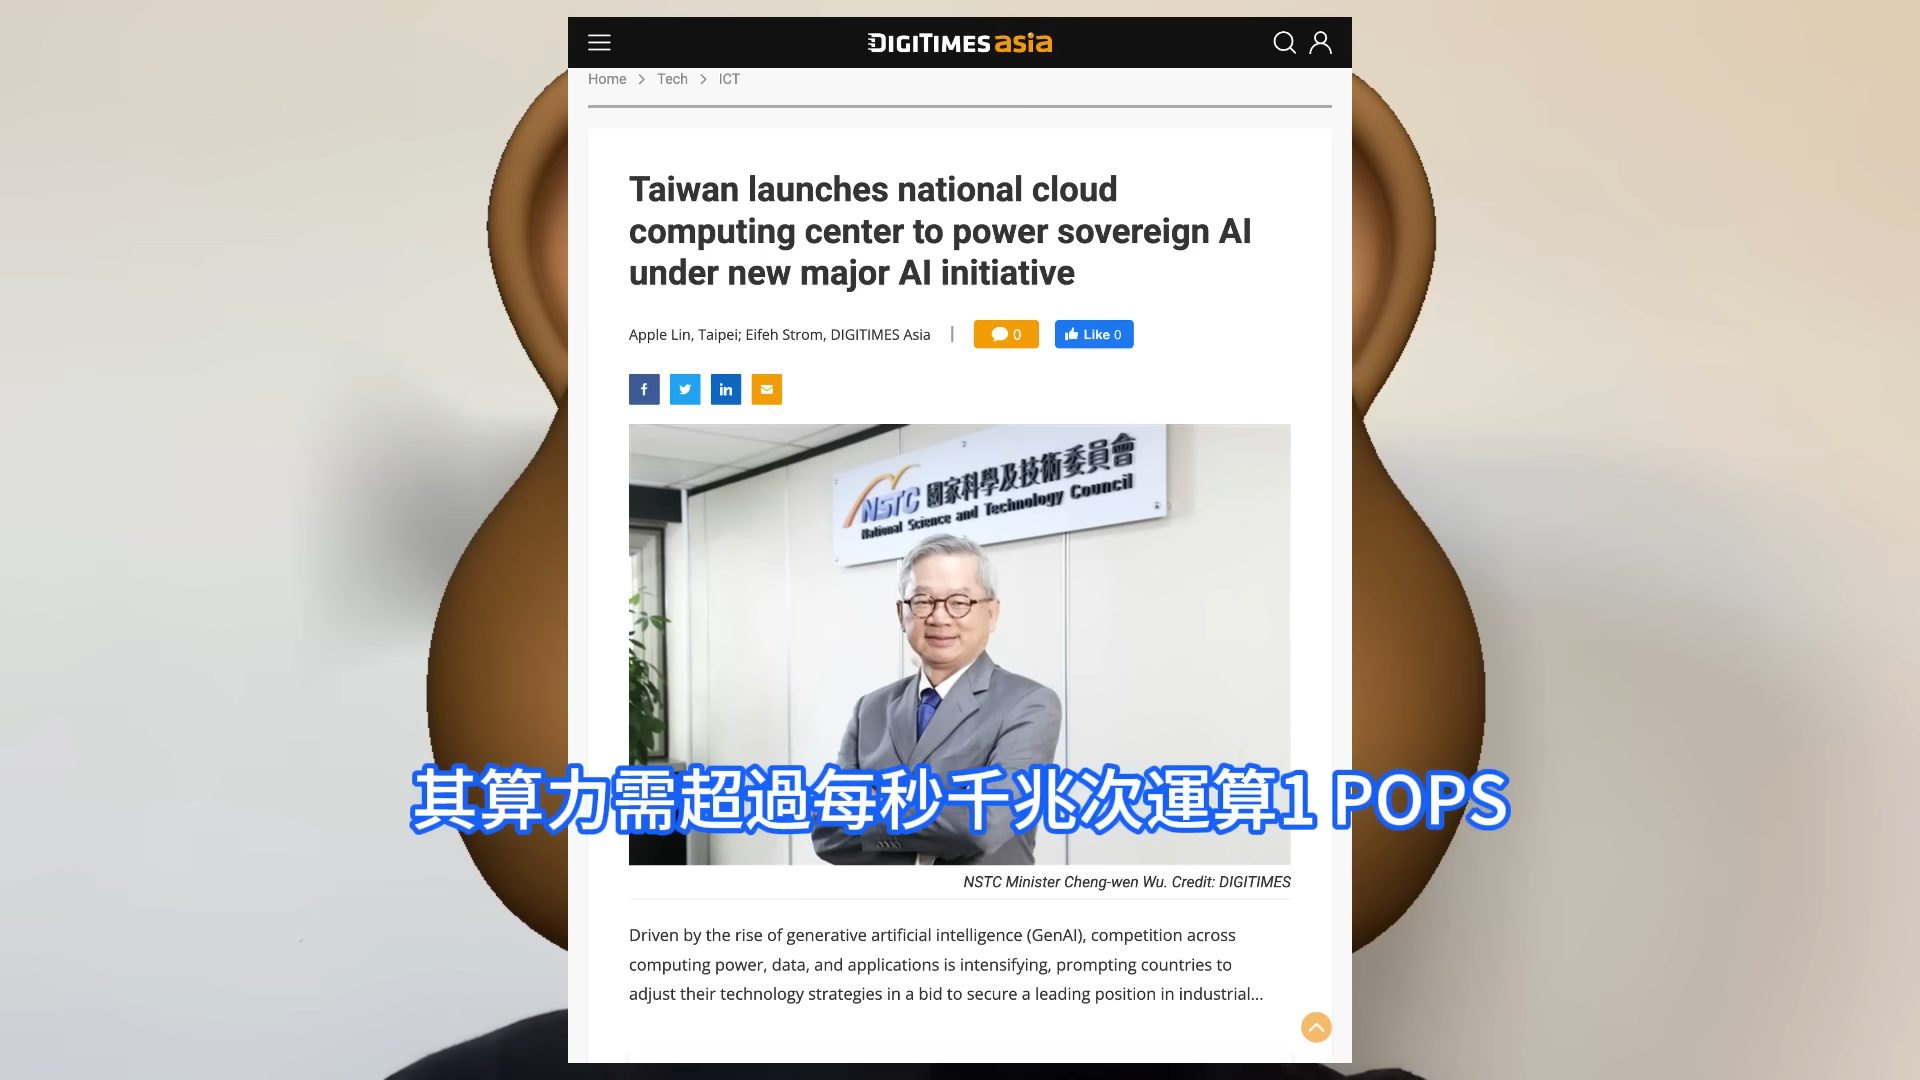 DIGITIMES asia
Home > Tech > ICT
Taiwan launches national cloud
computing center to power sovereign AI
under new major AI initiative
Apple Lin, Taipei; Eifeh Strom, DIGITIMES Asia | 0 Like 0
NSTC 國家科學及技術委員會
National Science and Technology Council
其算力需超過每秒千兆次運算1 POPS
NSTC Minister Cheng-wen Wu. Credit: DIGITIMES
Driven by the rise of generative artificial intelligence (GenAI), competition across
computing power, data, and applications is intensifying, prompting countries to
adjust their technology strategies in a bid to secure a leading position in industrial...